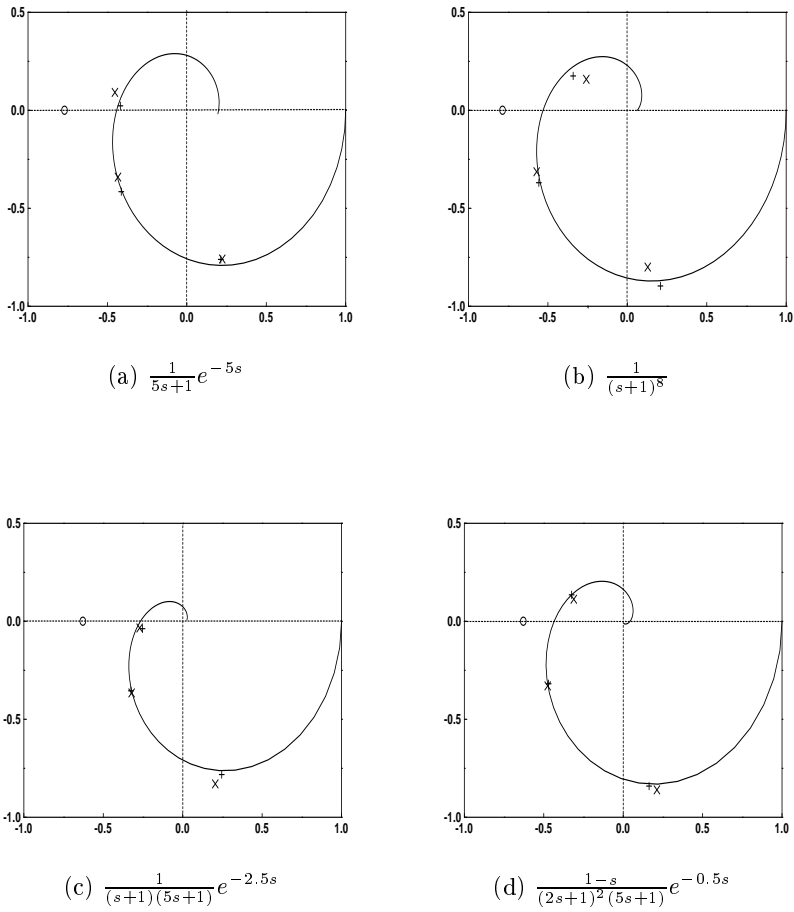 0.5
0.0
-0.5
-1.0
-1.0 -0.5 0.0 0.5 1.0
(a) \frac{1}{5s+1}e^{-5s}
0.5
0.0
-0.5
-1.0
-1.0 -0.5 0.0 0.5 1.0
(b) \frac{1}{(s+1)^8}
0.5
0.0
-0.5
-1.0
-1.0 -0.5 0.0 0.5 1.0
(c) \frac{1}{(s+1)(5s+1)}e^{-2.5s}
0.5
0.0
-0.5
-1.0
-1.0 -0.5 0.0 0.5 1.0
(d) \frac{1-s}{(2s+1)^2(5s+1)}e^{-0.5s}